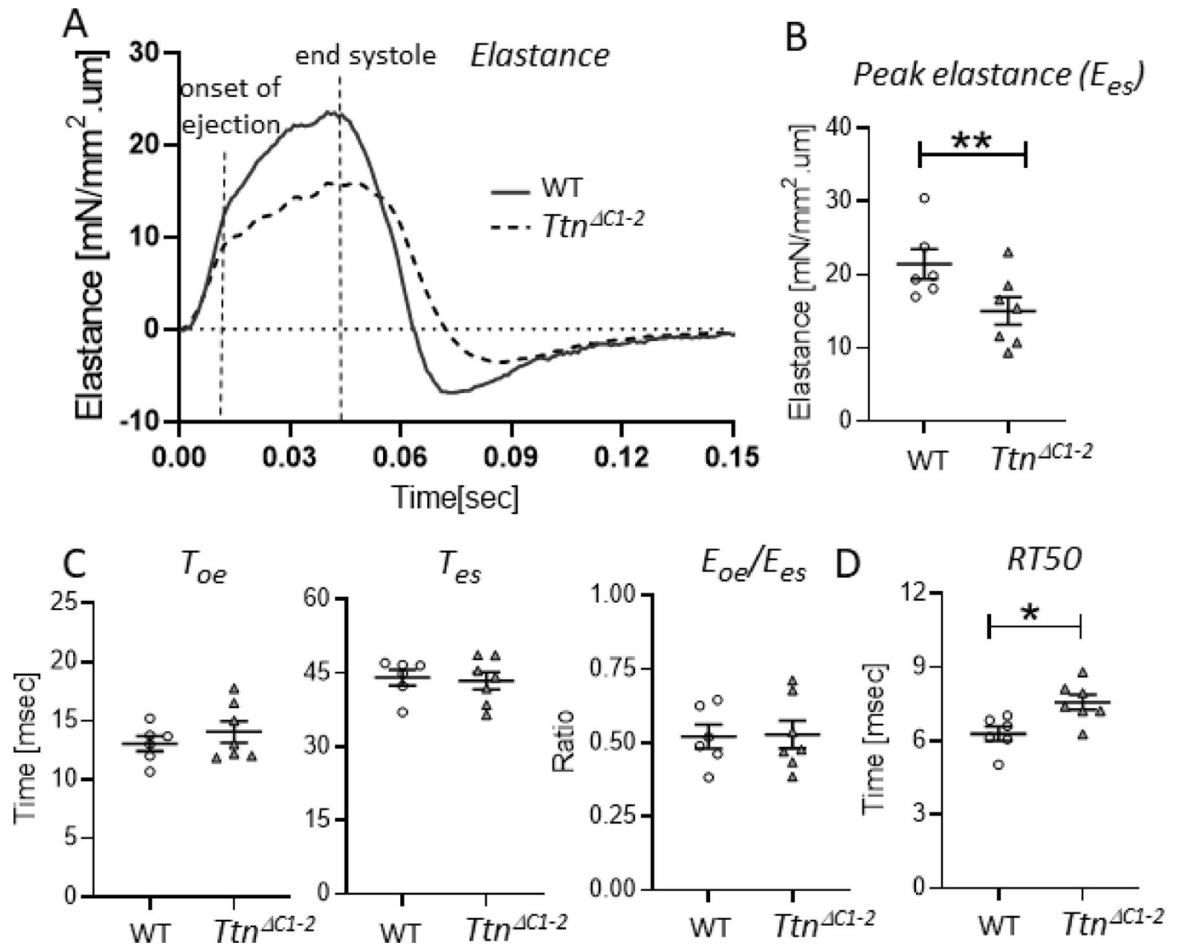 A
Elastance
end systole
onset of
ejection
WT
Ttn^ΔC1-2
Elastance [mN/mm².um]
30
20
10
0
-10
0.00 0.03 0.06 0.09 0.12 0.15
Time[sec]
B
Peak elastance (E_es)
**
Elastance [mN/mm².um]
40
30
20
10
0
WT Ttn^ΔC1-2
C
T_oe
Time [msec]
25
20
15
10
5
0
WT Ttn^ΔC1-2
T_es
60
45
30
15
0
WT Ttn^ΔC1-2
E_oe/E_es
Ratio
1.00
0.75
0.50
0.25
0.00
WT Ttn^ΔC1-2
D
RT50
*
Time [msec]
12
9
6
3
0
WT Ttn^ΔC1-2